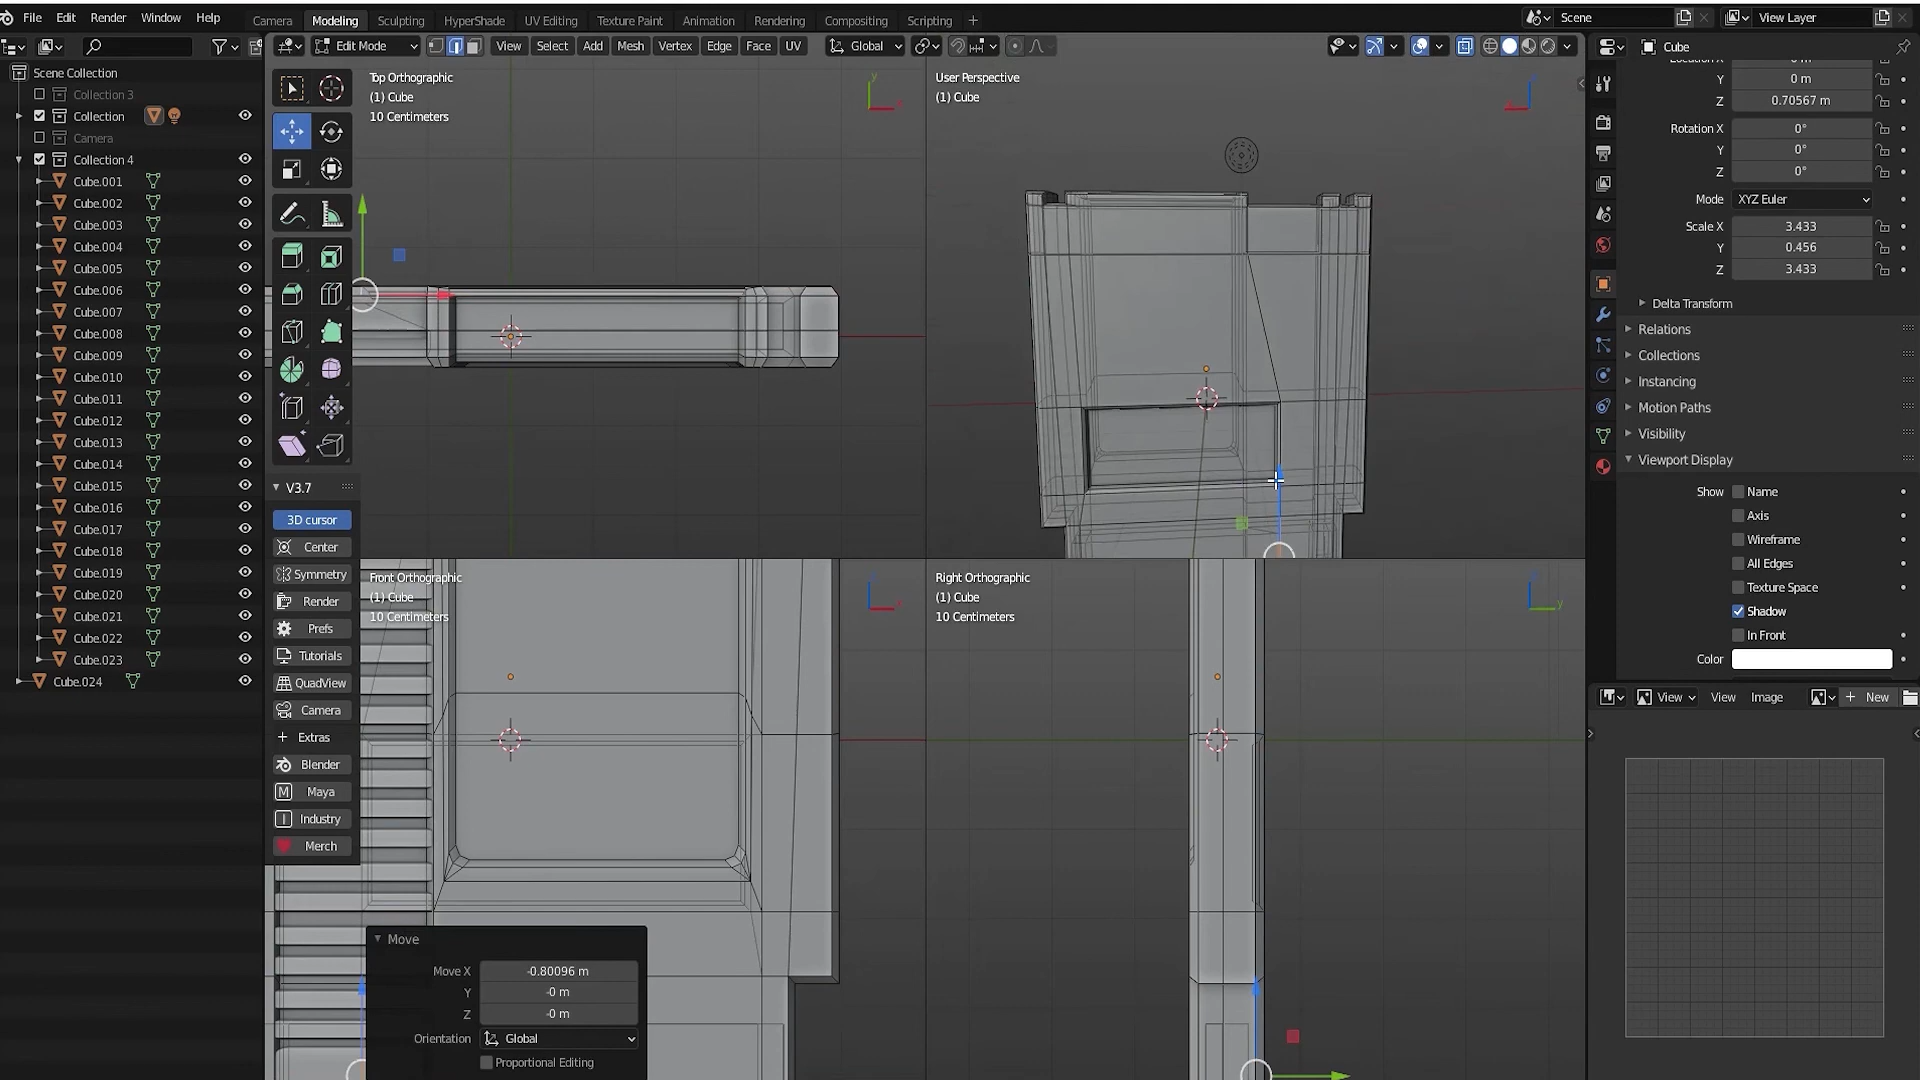 File Edit Render Window Help
Camera Modeling Sculpting HyperShade UV Editing Texture Paint Animation Rendering Compositing Scripting +
Scene
View Layer
Edit Mode
View Select Add Mesh Vertex Edge Face UV
Global
Cube
Scene Collection
Collection 3
Collection
Camera
Collection 4
Cube.001
Cube.002
Cube.003
Cube.004
Cube.005
Cube.006
Cube.007
Cube.008
Cube.009
Cube.010
Cube.011
Cube.012
Cube.013
Cube.014
Cube.015
Cube.016
Cube.017
Cube.018
Cube.019
Cube.020
Cube.021
Cube.022
Cube.023
Cube.024
V3.7
3D cursor
Center
Symmetry
Render
Prefs
Tutorials
QuadView
Camera
+ Extras
Blender
M Maya
I Industry
Merch
Top Orthographic
(1) Cube
10 Centimeters
User Perspective
(1) Cube
Front Orthographic
(1) Cube
10 Centimeters
Right Orthographic
(1) Cube
10 Centimeters
Move
Move X -0.80096 m
Y -0 m
Z -0 m
Orientation Global
Proportional Editing
Y 0 m
Z 0.70567 m
Rotation X 0°
Y 0°
Z 0°
Mode XYZ Euler
Scale X 3.433
Y 0.456
Z 3.433
Delta Transform
Relations
Collections
Instancing
Motion Paths
Visibility
Viewport Display
Show Name
Axis
Wireframe
All Edges
Texture Space
Shadow
In Front
Color
View View Image + New